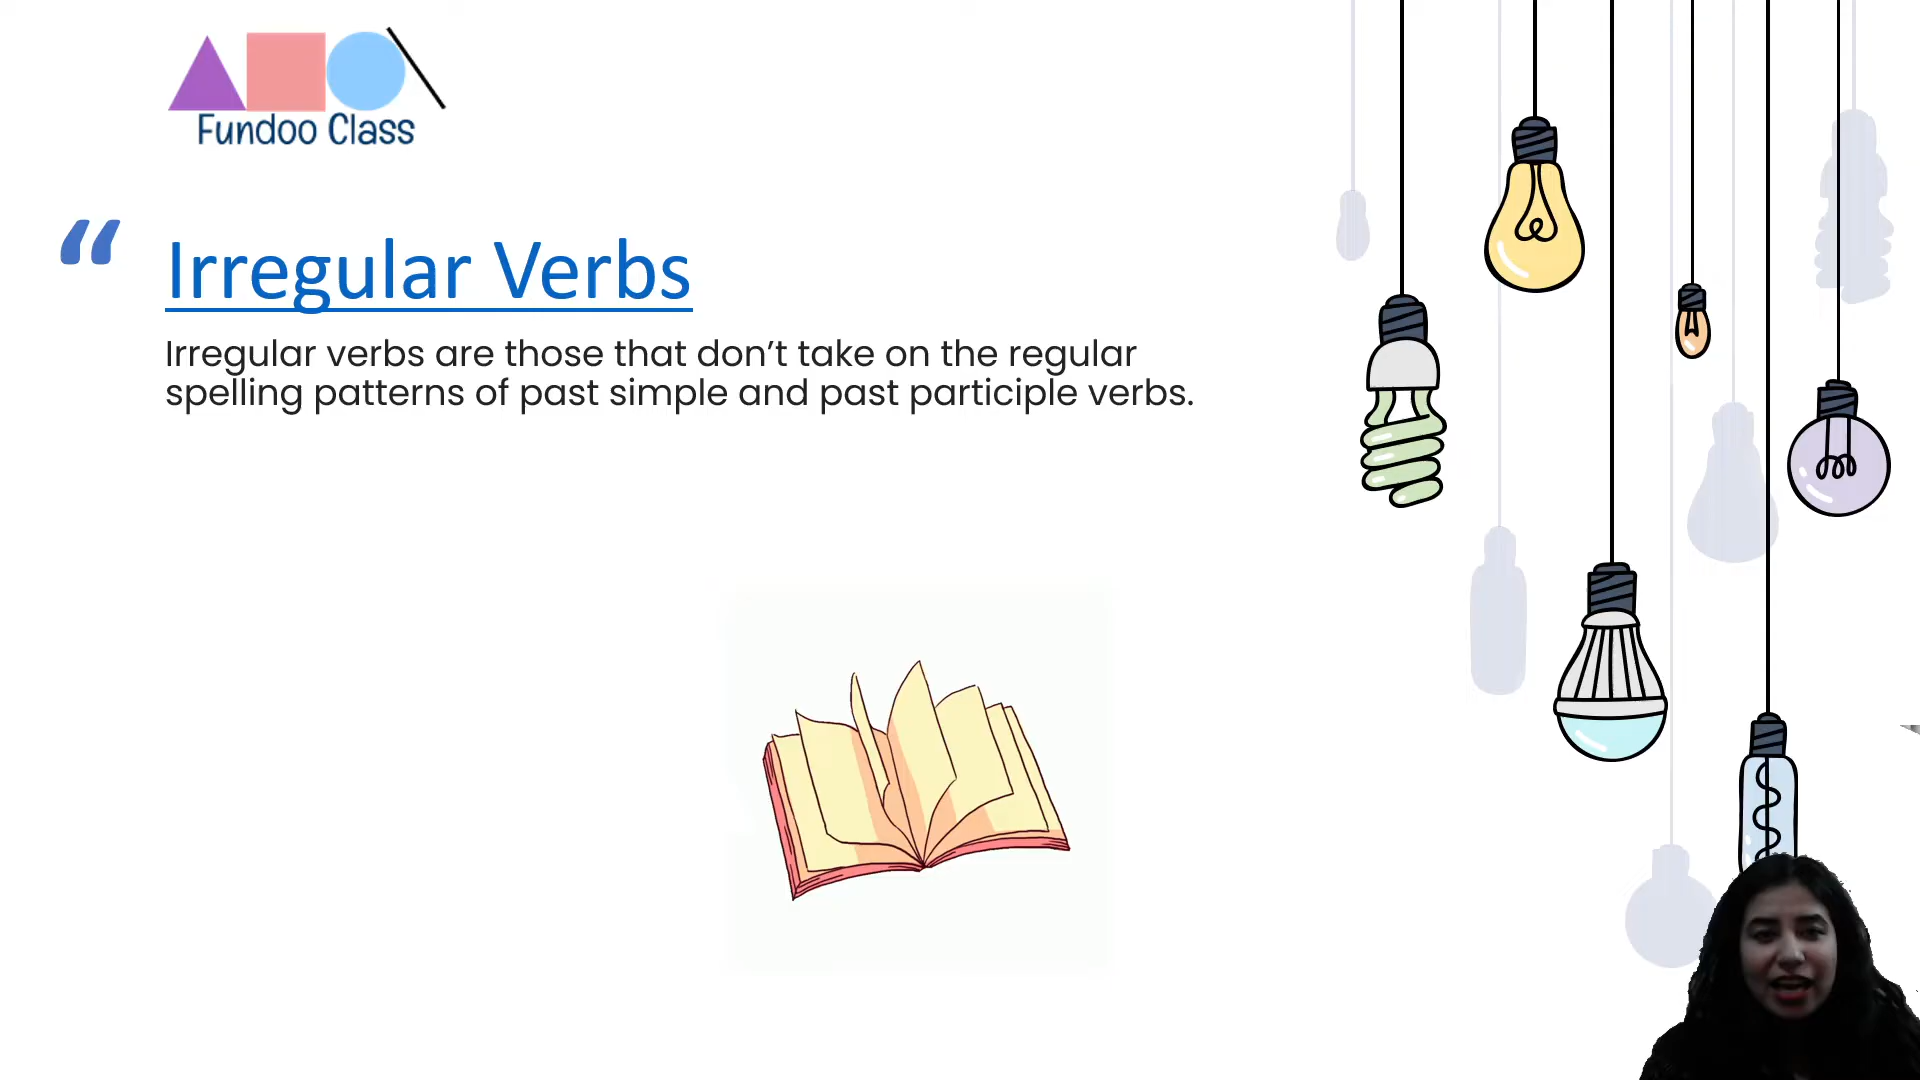 Fundoo Class
“
Irregular Verbs
Irregular verbs are those that don’t take on the regular
spelling patterns of past simple and past participle verbs.